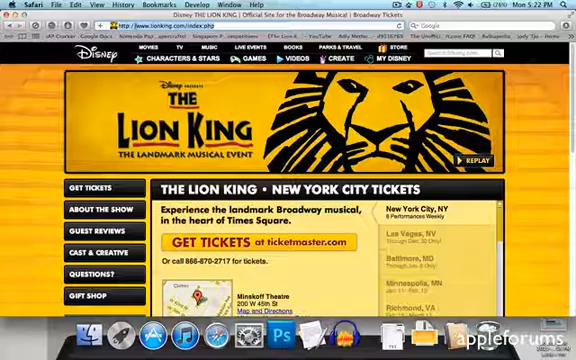 Safari File Edit View History Bookmarks Develop Window Help
(76%) Mon 5:22 PM
Disney THE LION KING | Official Site for the Broadway Musical | Broadway Tickets
http://www.lionking.com/index.php
Google
Disney
MOVIES TV MUSIC LIVE EVENTS BOOKS PARKS & TRAVEL STORE
CHARACTERS & STARS GAMES VIDEOS CREATE MY DISNEY
Disney PRESENTS
THE
LION KING
THE LANDMARK MUSICAL EVENT
REPLAY
GET TICKETS
ABOUT THE SHOW
GUEST REVIEWS
CAST & CREATIVE
QUESTIONS?
GIFT SHOP
THE LION KING • NEW YORK CITY TICKETS
Experience the landmark Broadway musical,
in the heart of Times Square.
GET TICKETS at ticketmaster.com
Or call 866-870-2717 for tickets.
Minskoff Theatre
200 W 45th St
Map and Directions
New York City, NY
8 Performances Weekly
Las Vegas, NV
Through Dec 30 Only!
Baltimore, MD
Minneapolis, MN
Richmond, VA
Ps
appleforums